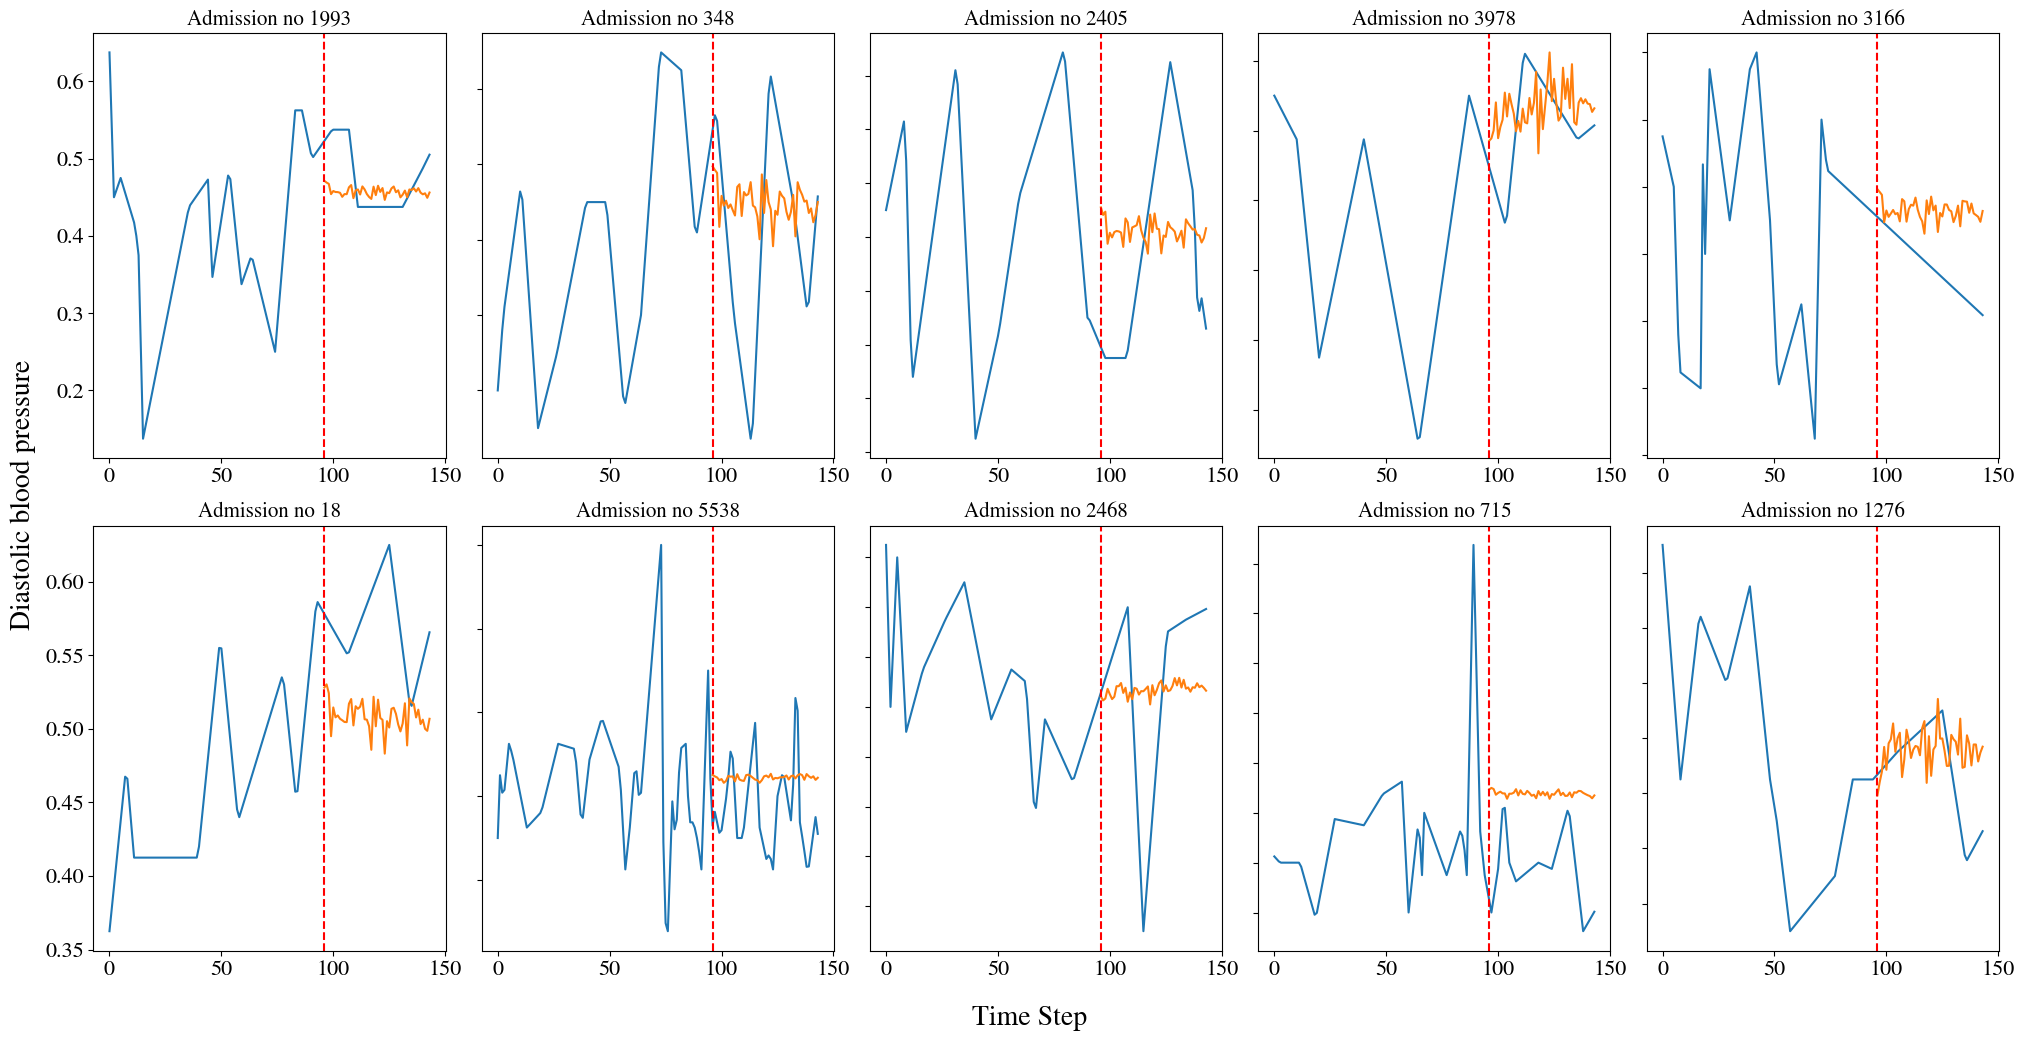 Admission no 1993
Admission no 348
Admission no 2405
Admission no 3978
Admission no 3166
0.6
0.5
0.4
0.3
0.2
0 50 100 150
0 50 100 150
0 50 100 150
0 50 100 150
0 50 100 150
Diastolic blood pressure
Admission no 18
Admission no 5538
Admission no 2468
Admission no 715
Admission no 1276
0.60
0.55
0.50
0.45
0.40
0.35
0 50 100 150
0 50 100 150
0 50 100 150
0 50 100 150
0 50 100 150
Time Step